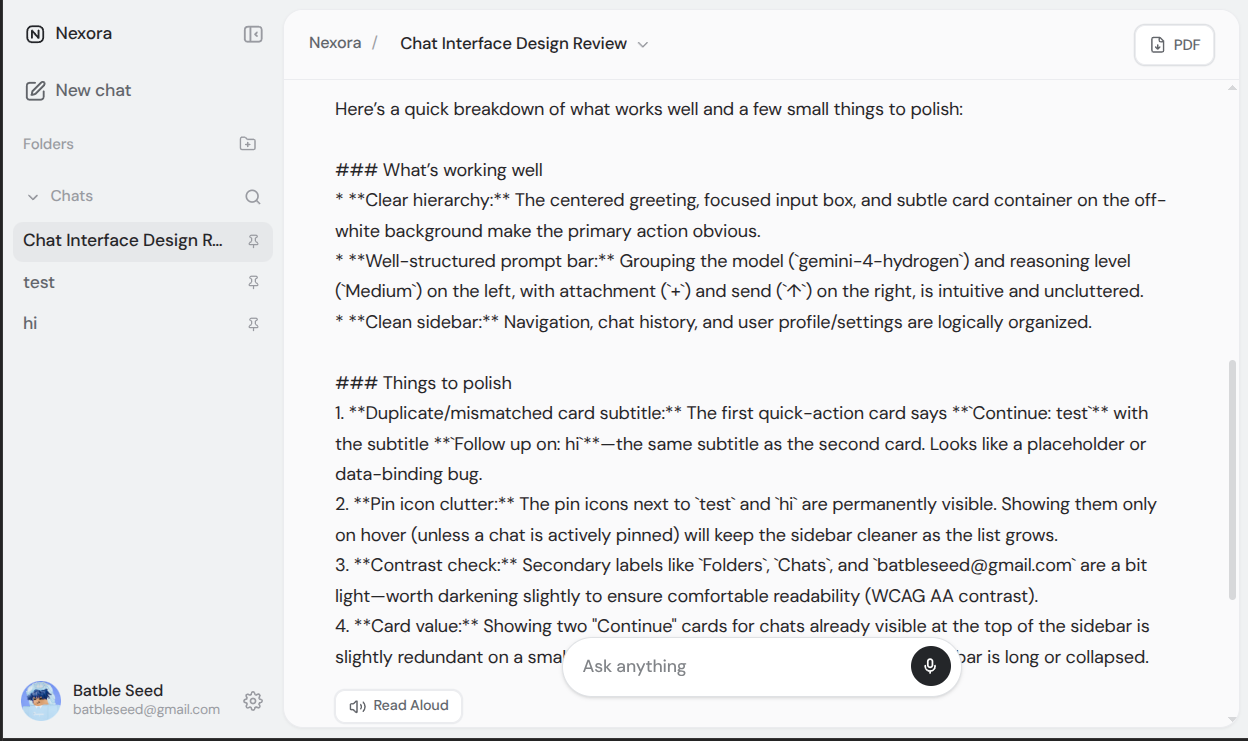 Nexora
New chat
Folders
Chats
Chat Interface Design R...
test
hi
Batble Seed
batbleseed@gmail.com
Nexora / Chat Interface Design Review
PDF
Here’s a quick breakdown of what works well and a few small things to polish:
### What’s working well
* **Clear hierarchy:** The centered greeting, focused input box, and subtle card container on the off-
white background make the primary action obvious.
* **Well-structured prompt bar:** Grouping the model (`gemini-4-hydrogen`) and reasoning level
(`Medium`) on the left, with attachment (`+`) and send (`↑`) on the right, is intuitive and uncluttered.
* **Clean sidebar:** Navigation, chat history, and user profile/settings are logically organized.
### Things to polish
1. **Duplicate/mismatched card subtitle:** The first quick-action card says **`Continue: test`** with
the subtitle **`Follow up on: hi`**—the same subtitle as the second card. Looks like a placeholder or
data-binding bug.
2. **Pin icon clutter:** The pin icons next to `test` and `hi` are permanently visible. Showing them only
on hover (unless a chat is actively pinned) will keep the sidebar cleaner as the list grows.
3. **Contrast check:** Secondary labels like `Folders`, `Chats`, and `batbleseed@gmail.com` are a bit
light—worth darkening slightly to ensure comfortable readability (WCAG AA contrast).
4. **Card value:** Showing two "Continue" cards for chats already visible at the top of the sidebar is
slightly redundant on a is long or collapsed.
Ask anything
Read Aloud